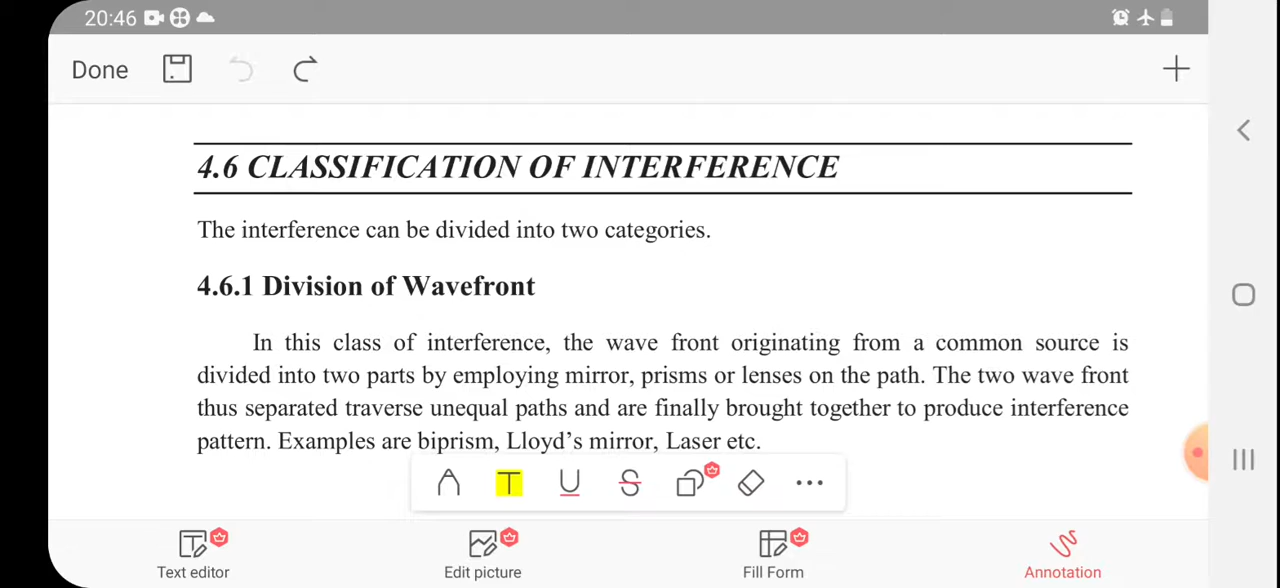 20:46
Done
4.6 CLASSIFICATION OF INTERFERENCE
The interference can be divided into two categories.
4.6.1 Division of Wavefront
In this class of interference, the wave front originating from a common source is
divided into two parts by employing mirror, prisms or lenses on the path. The two wave front
thus separated traverse unequal paths and are finally brought together to produce interference
pattern. Examples are biprism, Lloyd’s mirror, Laser etc.
T U S
Text editor Edit picture Fill Form Annotation